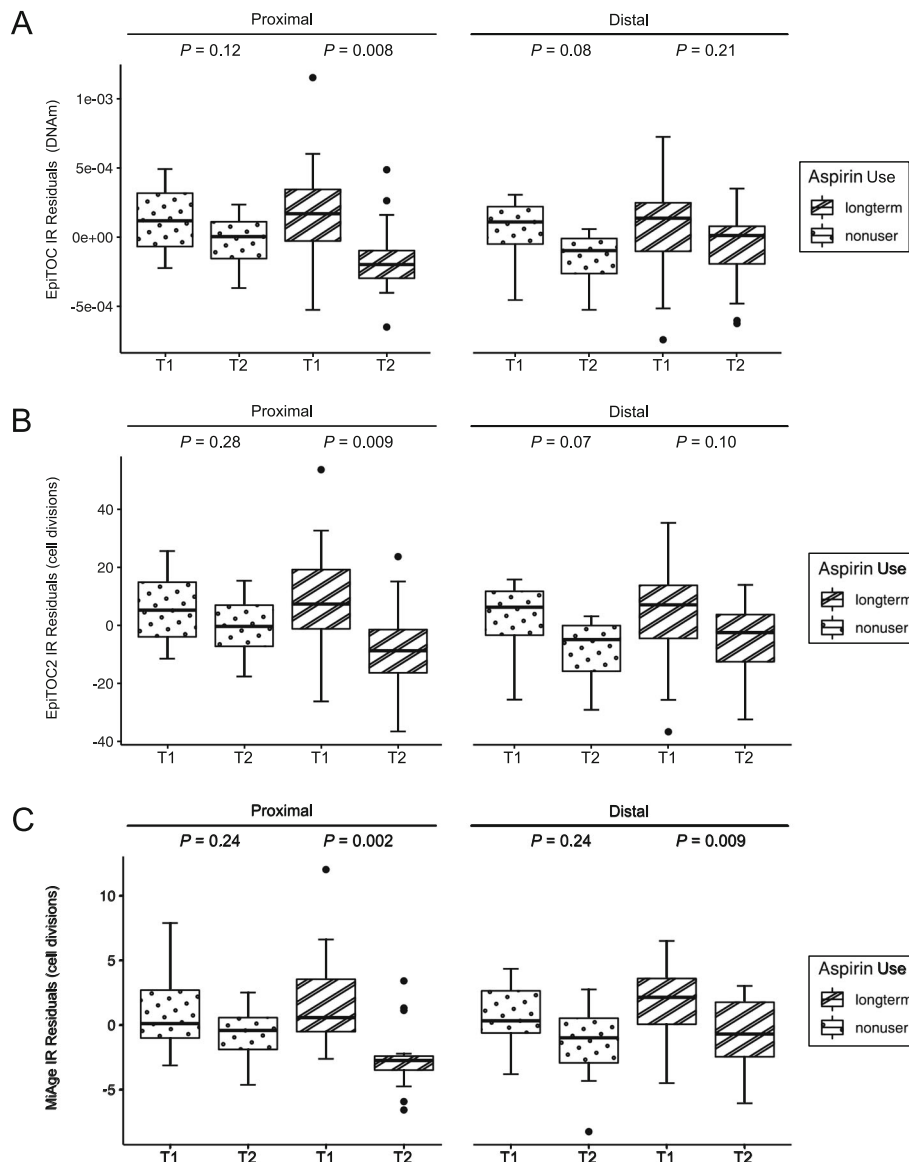 A
Proximal
Distal
P = 0.12
P = 0.008
P = 0.08
P = 0.21
EpiTOC IR Residuals (DNAm)
1e-03
5e-04
0e+00
-5e-04
T1
T2
T1
T2
T1
T2
T1
T2
Aspirin Use
longterm
nonuser
B
Proximal
Distal
P = 0.28
P = 0.009
P = 0.07
P = 0.10
EpiTOC2 IR Residuals (cell divisions)
40
20
0
-20
-40
T1
T2
T1
T2
T1
T2
T1
T2
Aspirin Use
longterm
nonuser
C
Proximal
Distal
P = 0.24
P = 0.002
P = 0.24
P = 0.009
MiAge IR Residuals (cell divisions)
10
5
0
-5
T1
T2
T1
T2
T1
T2
T1
T2
Aspirin Use
longterm
nonuser